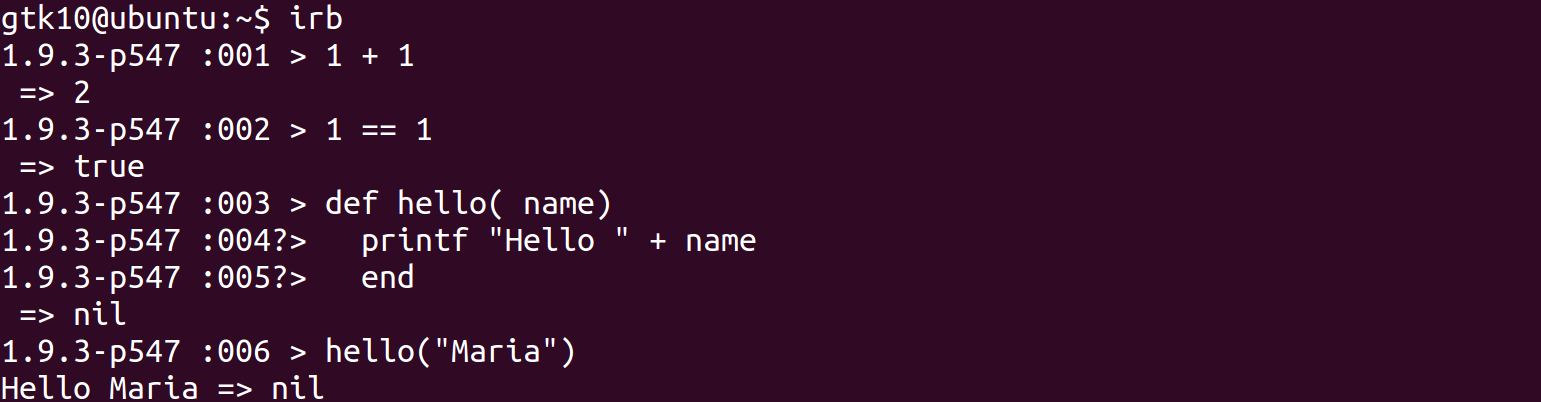 gtk10@ubuntu:~$ irb
1.9.3-p547 :001 > 1 + 1
 => 2
1.9.3-p547 :002 > 1 == 1
 => true
1.9.3-p547 :003 > def hello( name)
1.9.3-p547 :004?>   printf "Hello " + name
1.9.3-p547 :005?>   end
 => nil
1.9.3-p547 :006 > hello("Maria")
Hello Maria => nil